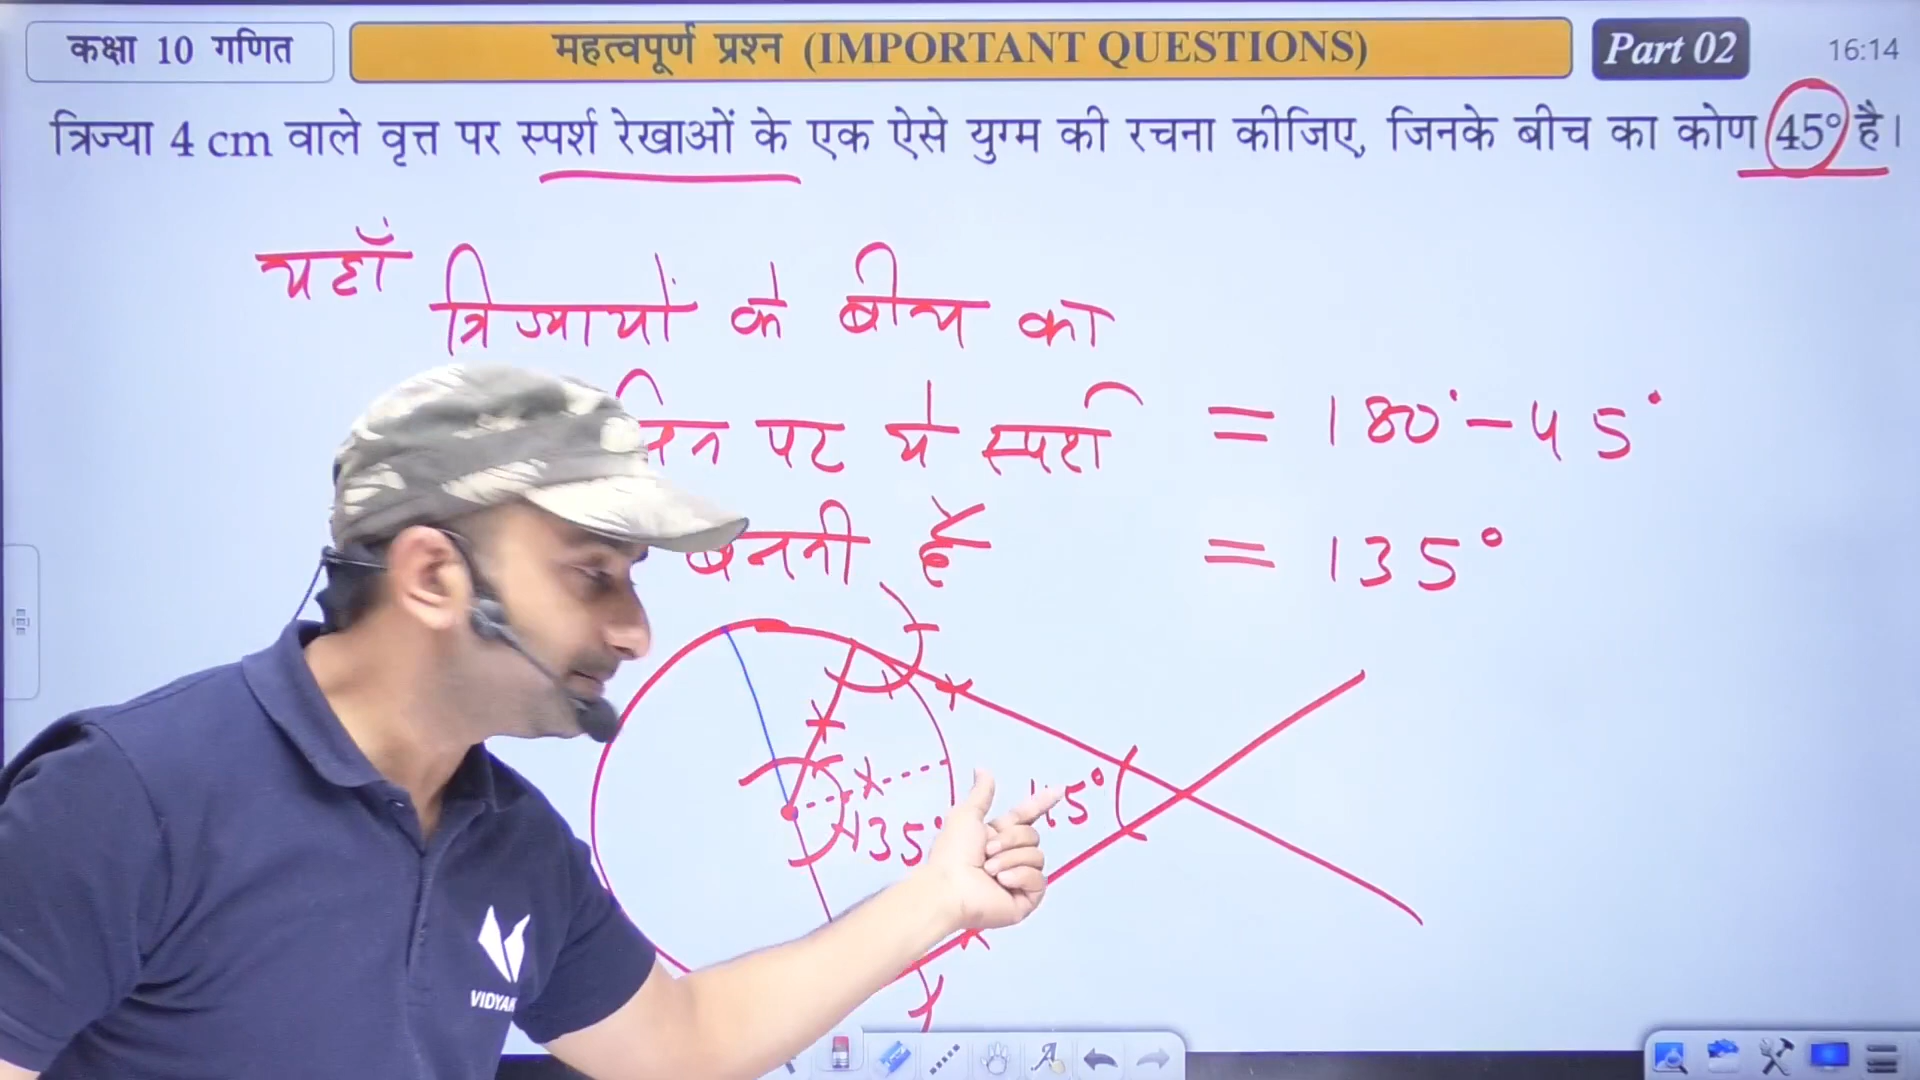 कक्षा 10 गणित
महत्वपूर्ण प्रश्न (IMPORTANT QUESTIONS)
Part 02
16:14
त्रिज्या 4 cm वाले वृत्त पर स्पर्श रेखाओं के एक ऐसे युग्म की रचना कीजिए, जिनके बीच का कोण 45° है।
यहाँ
त्रिज्यायों के बीच का
पर ये स्पर्श = 180° - 45°
बनती हैं = 135°
135°
45°